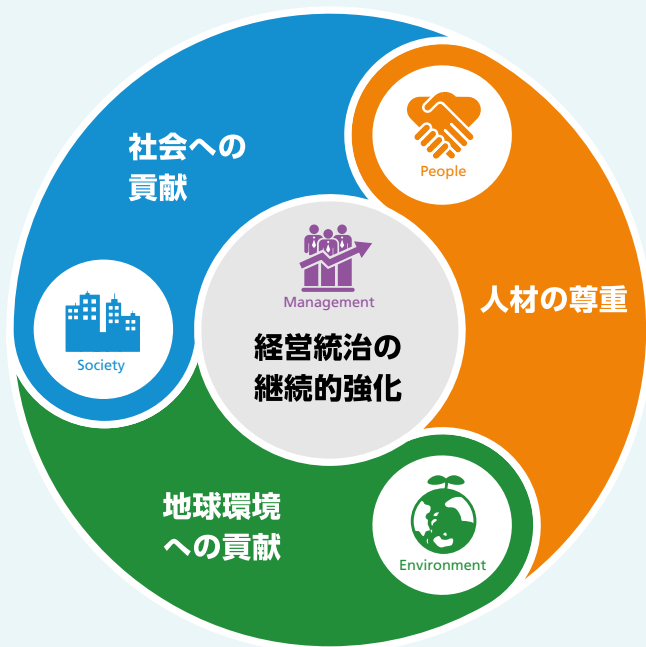 社会への
貢献
Society
People
人材の尊重
Management
経営統治の
継続的強化
地球環境
への貢献
Environment